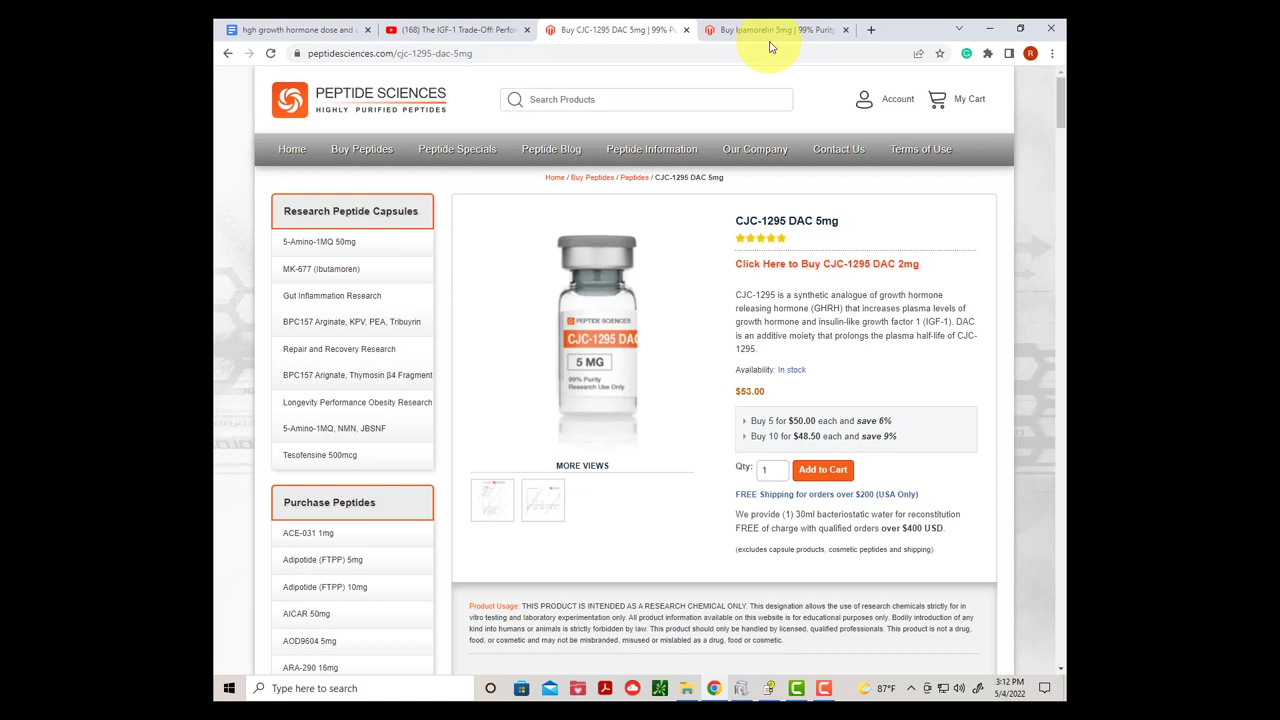 hgh growth hormone dose and c
(168) The IGF-1 Trade-Off: Perfor
Buy CJC-1295 DAC 5mg | 99% Pu
Buy Ipamorelin 5mg | 99% Purity
peptidesciences.com/cjc-1295-dac-5mg
R
PEPTIDE SCIENCES
HIGHLY PURIFIED PEPTIDES
Search Products
Account
My Cart
Home
Buy Peptides
Peptide Specials
Peptide Blog
Peptide Information
Our Company
Contact Us
Terms of Use
Home / Buy Peptides / Peptides / CJC-1295 DAC 5mg
Research Peptide Capsules
5-Amino-1MQ 50mg
MK-677 (Ibutamoren)
Gut Inflammation Research
BPC157 Arginate, KPV, PEA, Tribuyrin
Repair and Recovery Research
BPC157 Arignate, Thymosin β4 Fragment
Longevity Performance Obesity Research
5-Amino-1MQ, NMN, JBSNF
Tesofensine 500mcg
Purchase Peptides
ACE-031 1mg
Adipotide (FTPP) 5mg
Adipotide (FTPP) 10mg
AICAR 50mg
AOD9604 5mg
ARA-290 16mg
PEPTIDE SCIENCES
CJC-1295 DAC
5 MG
99% Purity
Research Use Only
MORE VIEWS
CJC-1295 DAC 5mg
Click Here to Buy CJC-1295 DAC 2mg
CJC-1295 is a synthetic analogue of growth hormone
releasing hormone (GHRH) that increases plasma levels of
growth hormone and insulin-like growth factor 1 (IGF-1). DAC
is an additive moiety that prolongs the plasma half-life of CJC-
1295.
Availability: In stock
$53.00
Buy 5 for $50.00 each and save 6%
Buy 10 for $48.50 each and save 9%
Qty: 1 Add to Cart
FREE Shipping for orders over $200 (USA Only)
We provide (1) 30ml bacteriostatic water for reconstitution
FREE of charge with qualified orders over $400 USD.
(excludes capsule products, cosmetic peptides and shipping)
Product Usage: THIS PRODUCT IS INTENDED AS A RESEARCH CHEMICAL ONLY. This designation allows the use of research chemicals strictly for in
vitro testing and laboratory experimentation only. All product information available on this website is for educational purposes only. Bodily introduction of any
kind into humans or animals is strictly forbidden by law. This product should only be handled by licensed, qualified professionals. This product is not a drug,
food, or cosmetic and may not be misbranded, misused or mislabled as a drug, food or cosmetic.
Type here to search
87°F
3:12 PM
5/4/2022